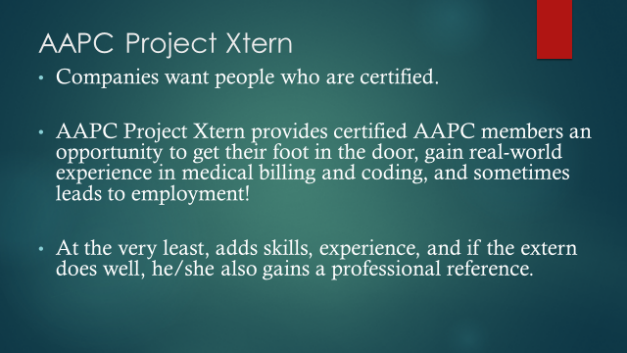 AAPC Project Xtern
• Companies want people who are certified.
• AAPC Project Xtern provides certified AAPC members an
opportunity to get their foot in the door, gain real-world
experience in medical billing and coding, and sometimes
leads to employment!
• At the very least, adds skills, experience, and if the extern
does well, he/she also gains a professional reference.